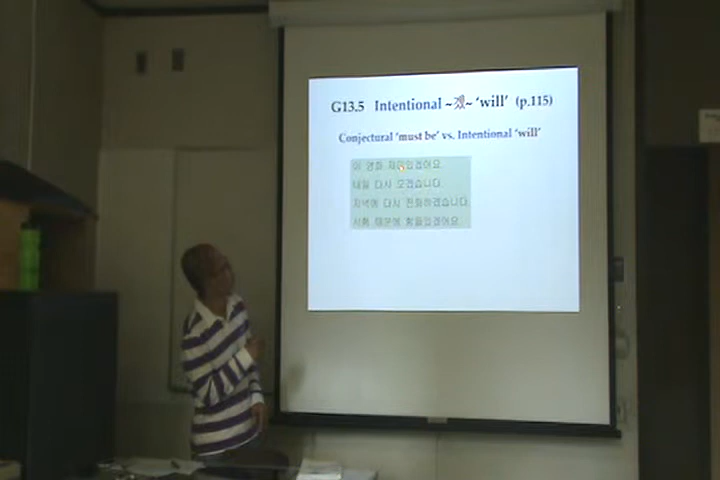 G13.5 Intentional ~겠~ 'will' (p.115)
Conjectural 'must be' vs. Intentional 'will'
이 영화 재미있겠어요.
내일 다시 오겠습니다.
저녁에 다시 전화하겠습니다.
시험 때문에 힘들겠어요.